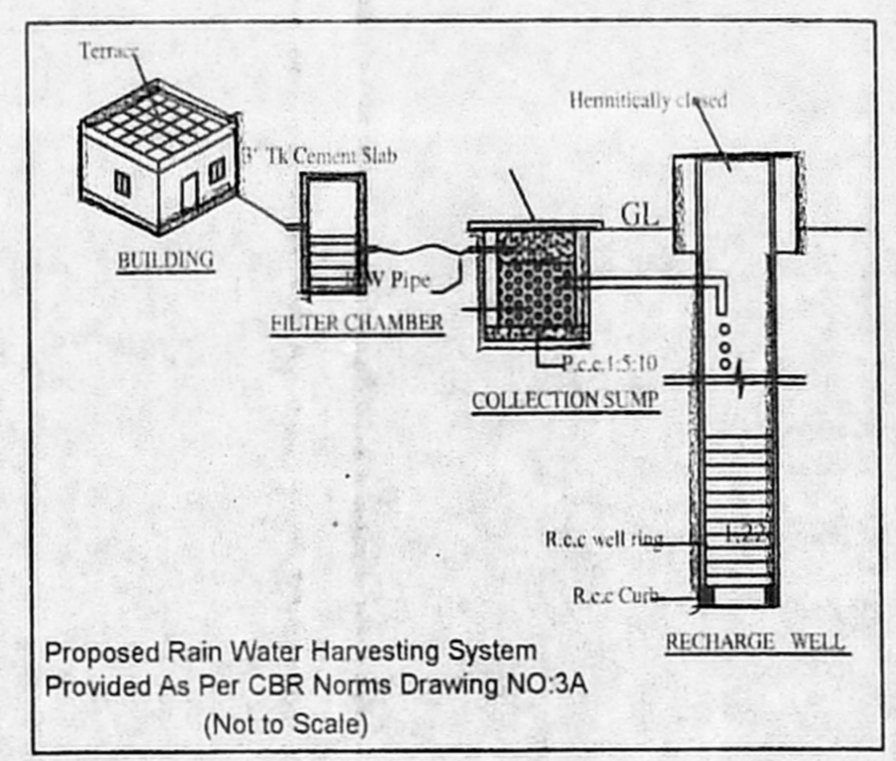 Terrace
Hermitically closed
3" Tk Cement Slab
GL
BUILDING
W Pipe
FILTER CHAMBER
P.c.c.1:5:10
COLLECTION SUMP
R.c.c well ring
1.22
R.c.c Curb
RECHARGE WELL
Proposed Rain Water Harvesting System
Provided As Per CBR Norms Drawing NO:3A
(Not to Scale)